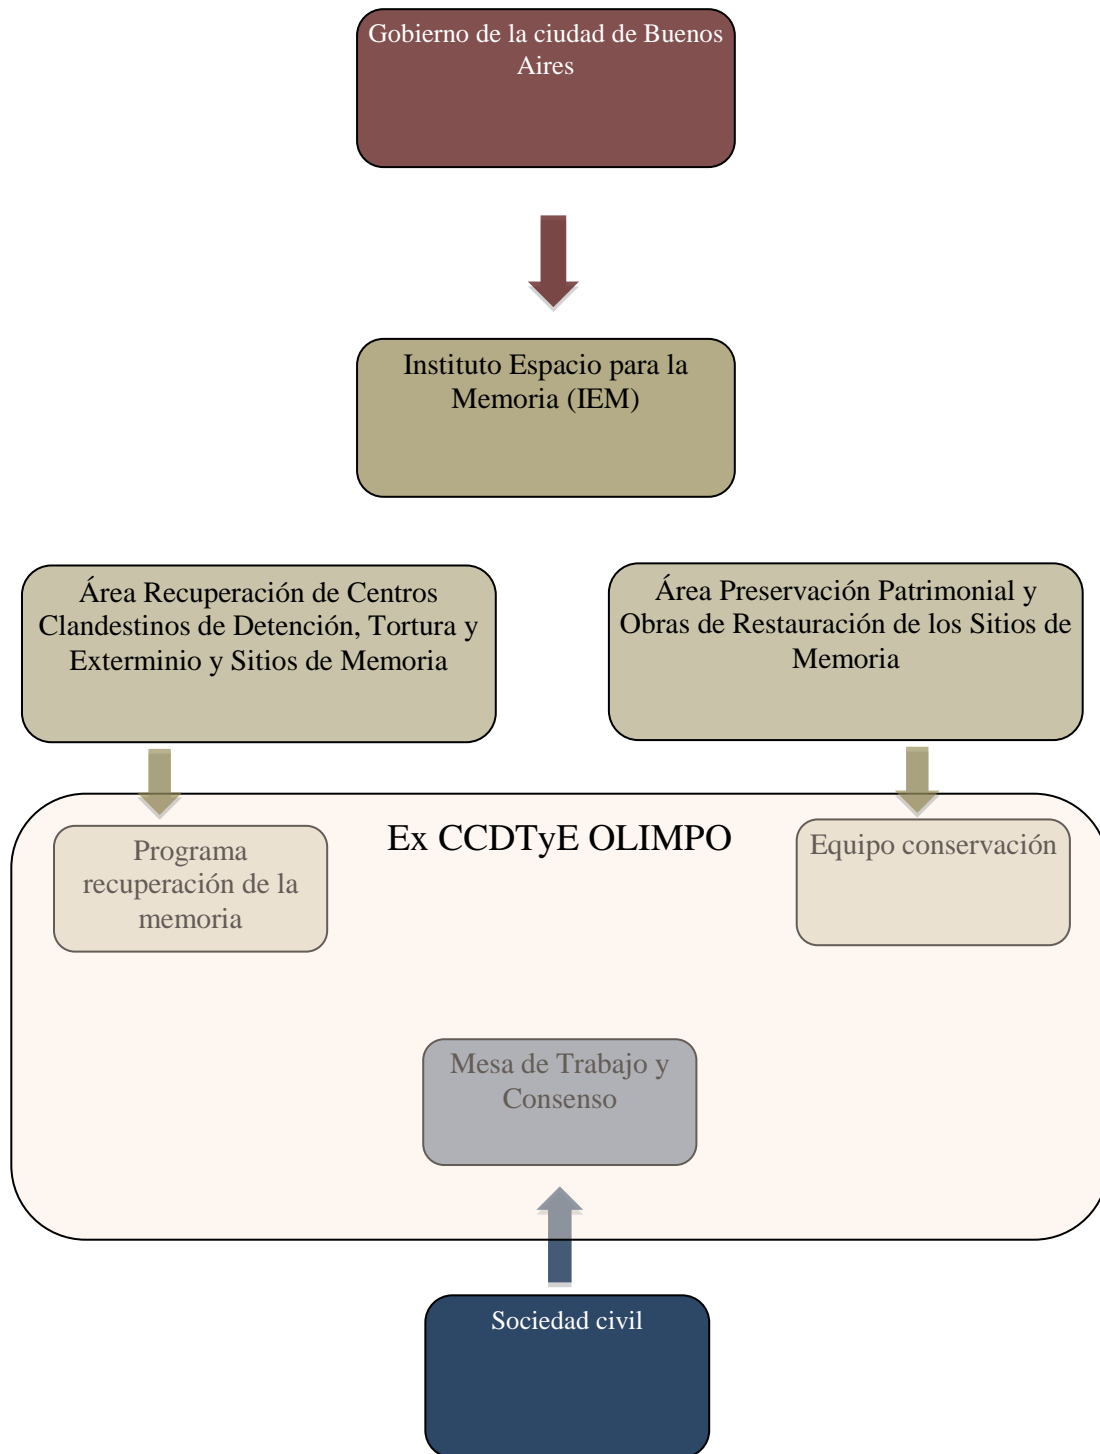 Gobierno de la ciudad de Buenos
Aires
Instituto Espacio para la
Memoria (IEM)
Área Recuperación de Centros
Clandestinos de Detención, Tortura y
Exterminio y Sitios de Memoria
Área Preservación Patrimonial y
Obras de Restauración de los Sitios de
Memoria
Ex CCDTyE OLIMPO
Programa
recuperación de la
memoria
Equipo conservación
Mesa de Trabajo y
Consenso
Sociedad civil